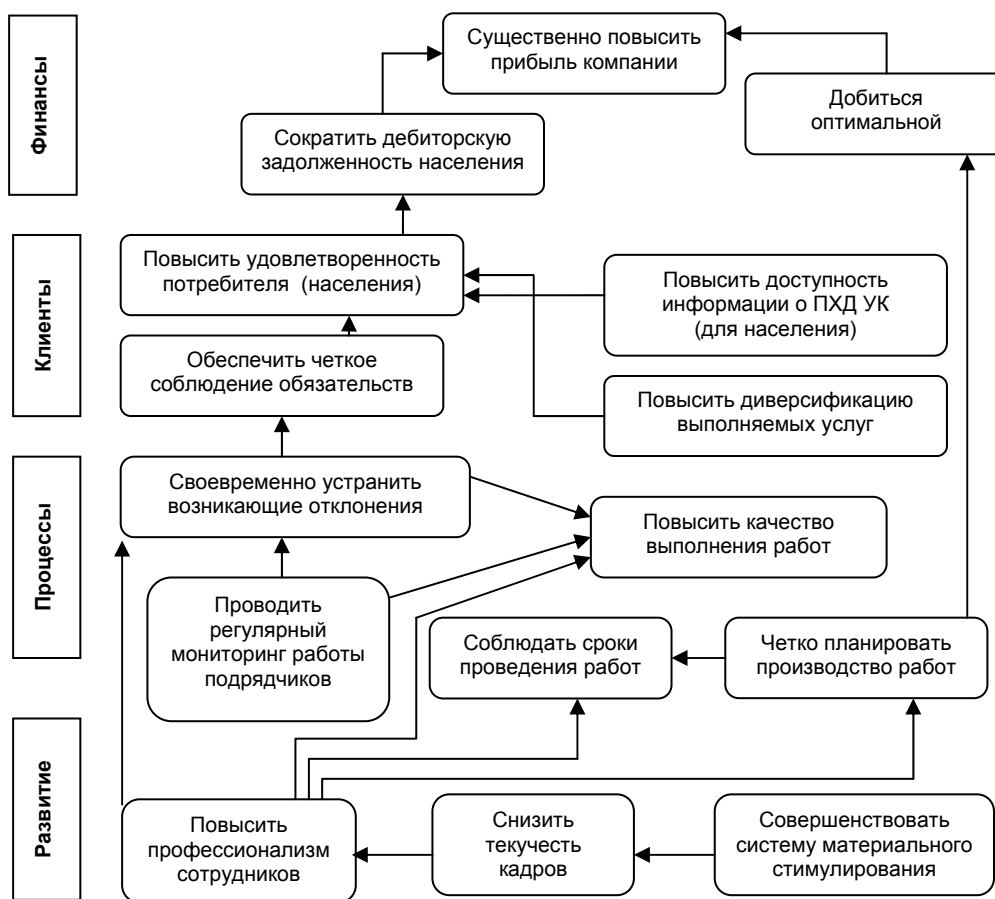 Финансы
Существенно повысить
прибыль компании
Добиться
оптимальной
Сократить дебиторскую
задолженность населения
Клиенты
Повысить удовлетворенность
потребителя (населения)
Повысить доступность
информации о ПХД УК
(для населения)
Обеспечить четкое
соблюдение обязательств
Повысить диверсификацию
выполняемых услуг
Процессы
Своевременно устранить
возникающие отклонения
Повысить качество
выполнения работ
Проводить
регулярный
мониторинг работы
подрядчиков
Соблюдать сроки
проведения работ
Четко планировать
производство работ
Развитие
Повысить
профессионализм
сотрудников
Снизить
текучесть
кадров
Совершенствовать
систему материального
стимулирования